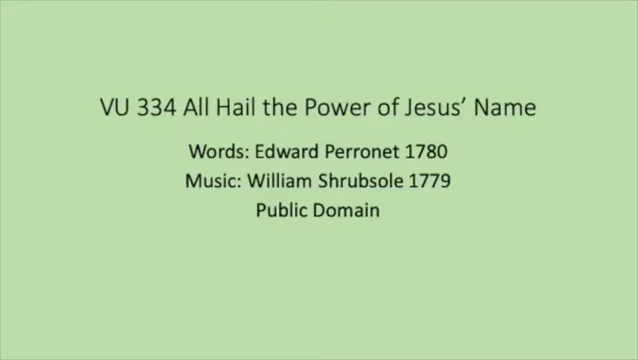 VU 334 All Hail the Power of Jesus’ Name
Words: Edward Perronet 1780
Music: William Shrubsole 1779
Public Domain